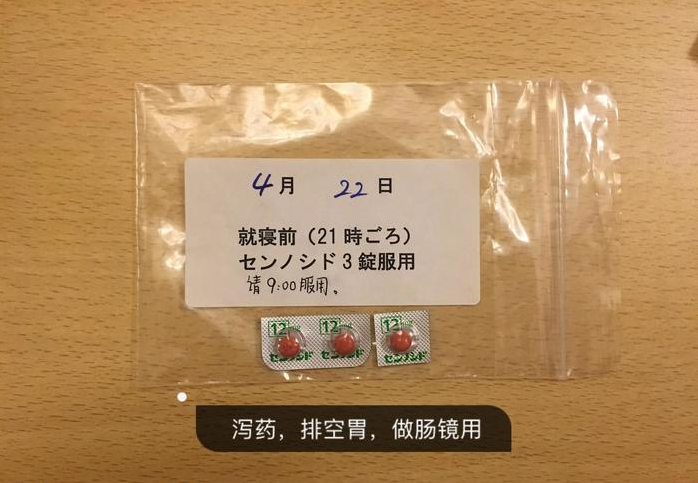 4月 22日
就寝前（21時ごろ）
センノシド3錠服用
请9:00服用。
12 12 12
センノシド センノシド センノシド
泻药，排空胃，做肠镜用